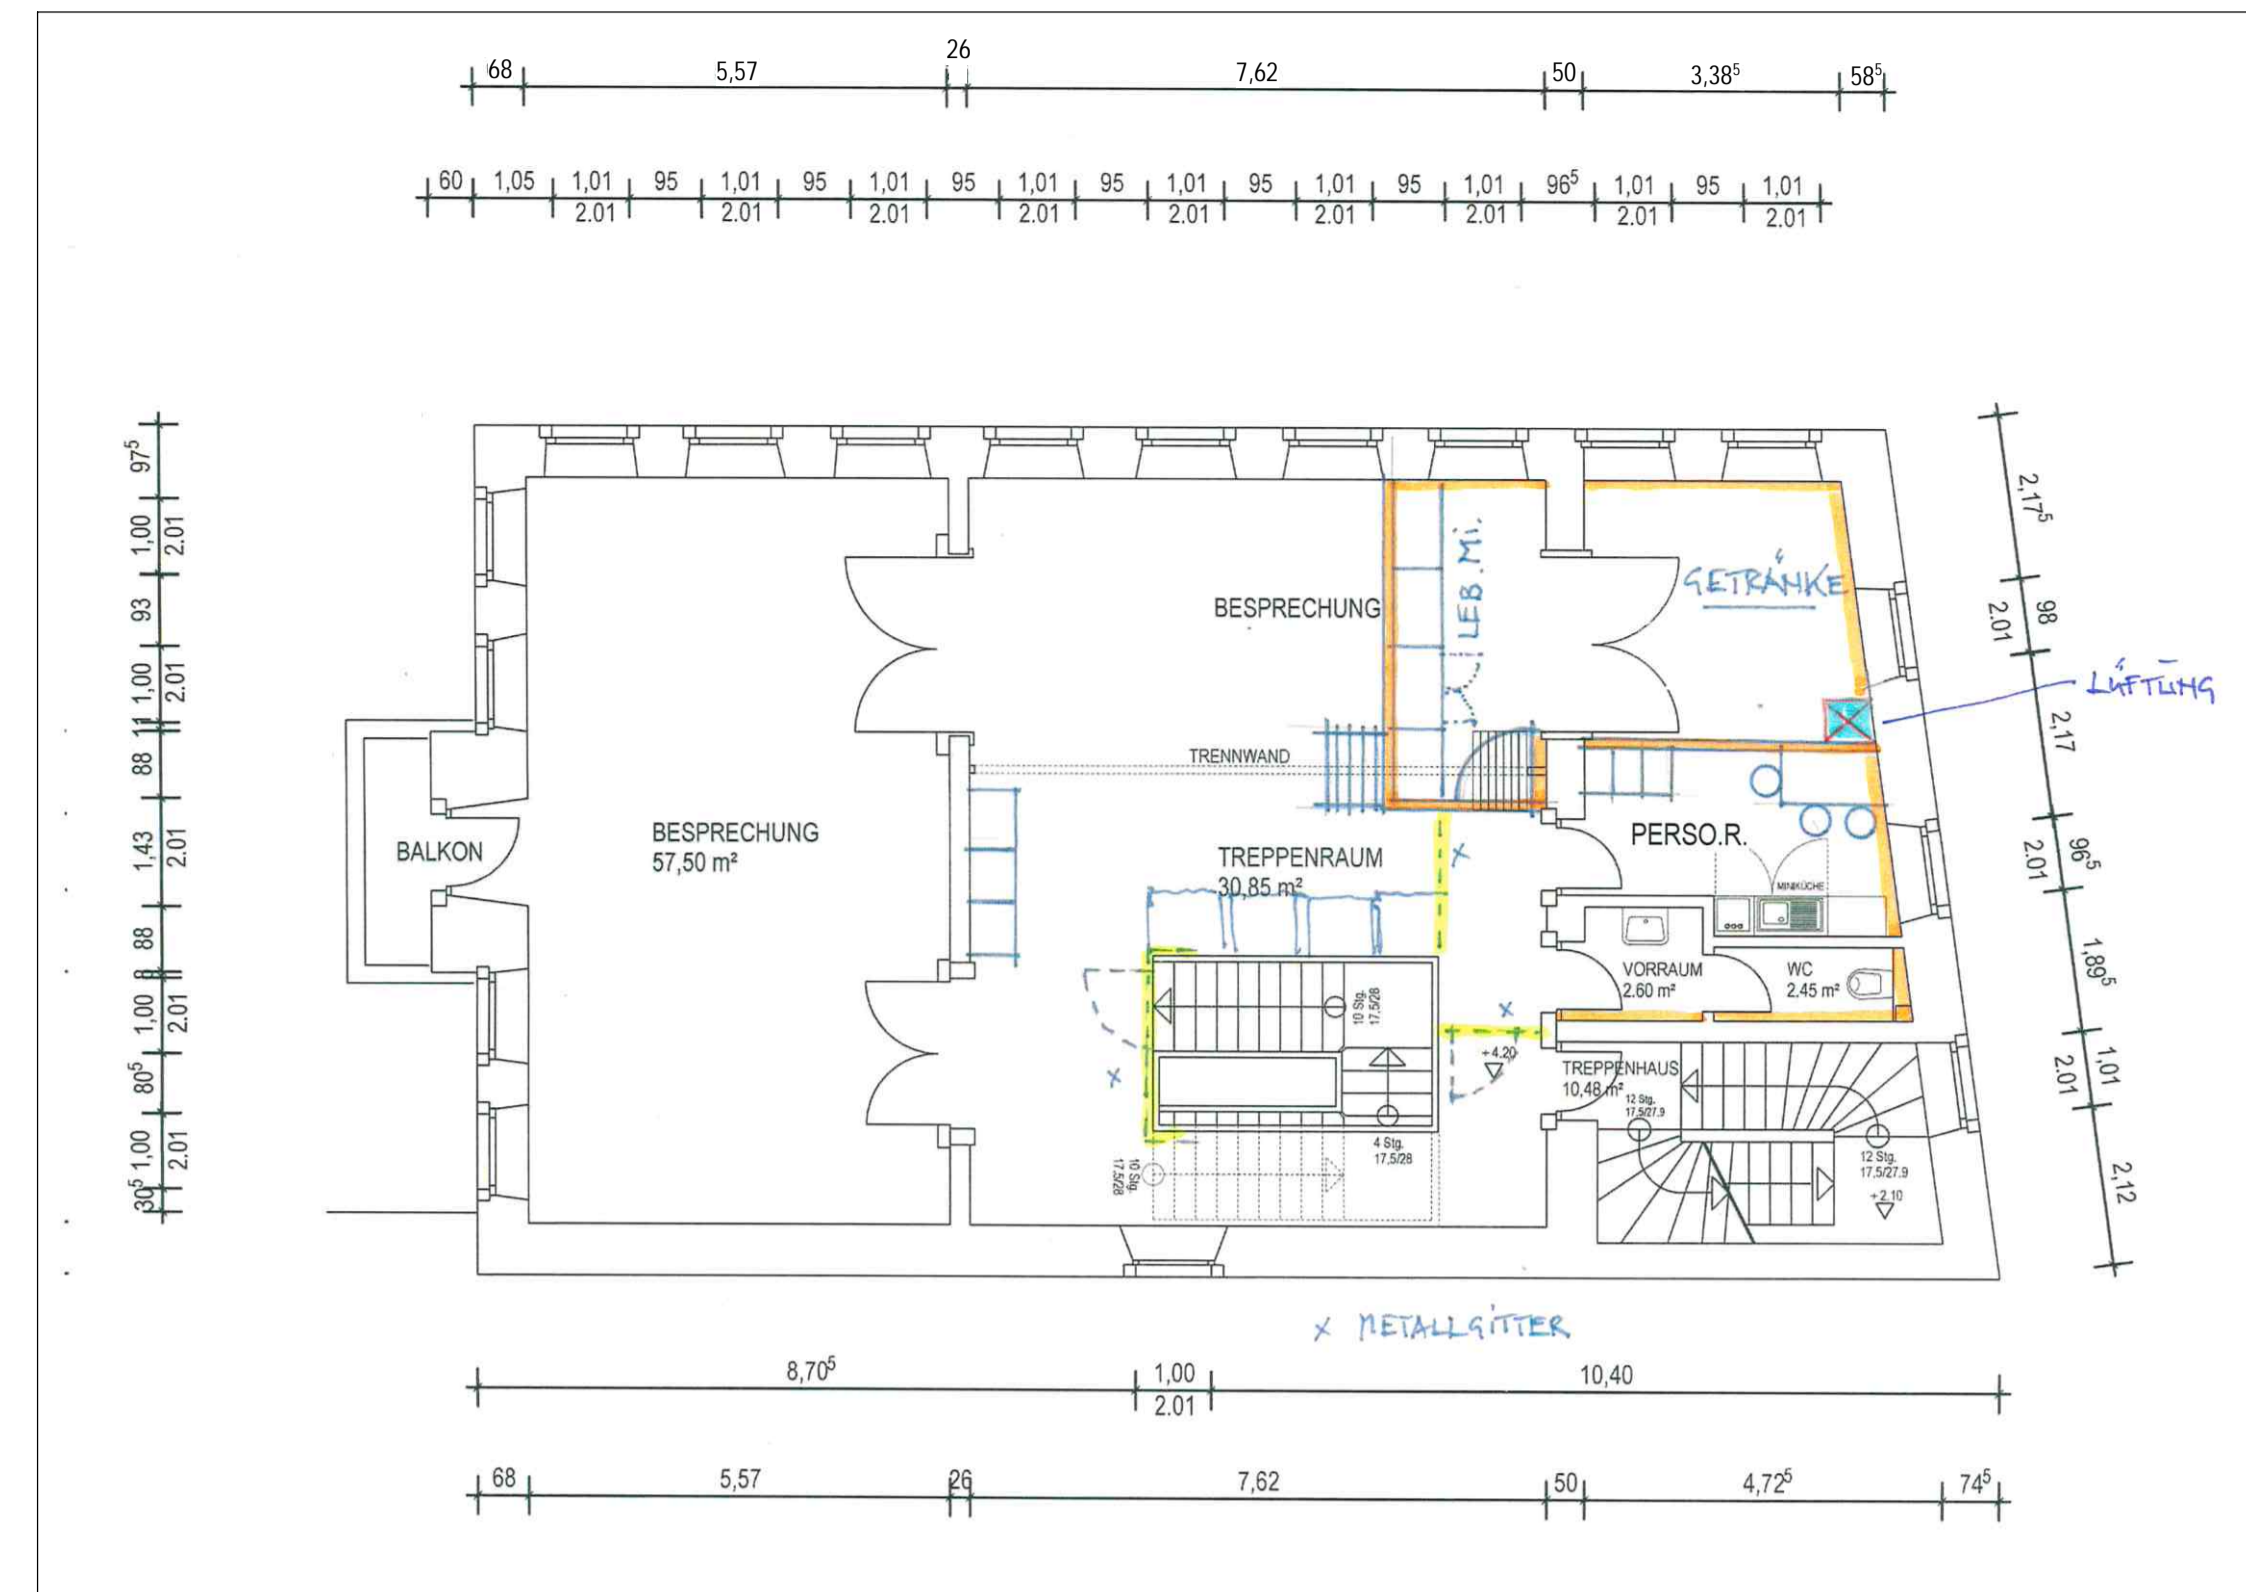 26
68 5,57 7,62 50 3,38⁵ 58⁵
60 1,05 1,01 95 1,01 95 1,01 95 1,01 95 1,01 95 1,01 95 1,01 96⁵ 1,01 95 1,01
2.01 2.01 2.01 2.01 2.01 2.01 2.01 2.01 2.01
97⁵
1,00
2.01
93
1,00
2.01
11
88
1,43
2.01
88
1,00
2.01
80⁵
1,00
2.01
30⁵
2,17⁵
98
2.01
2,17
96⁵
2.01
1,89⁵
1,01
2.01
2,12
LEB.MI.
GETRÄNKE
BESPRECHUNG
LÜFTUNG
TRENNWAND
BALKON
BESPRECHUNG
57,50 m²
TREPPENRAUM
30,85 m²
x
PERSO.R.
MINIKÜCHE
VORRAUM
2.60 m²
WC
2.45 m²
10 Stg.
17,5/28
x
+4.20
x
TREPPENHAUS
10,48 m²
12 Stg.
17,5/27.9
4 Stg.
17,5/28
10 Stg.
17,5/28
12 Stg.
17,5/27.9
+2.10
x METALLGITTER
8,70⁵ 1,00 10,40
2.01
68 5,57 26 7,62 50 4,72⁵ 74⁵